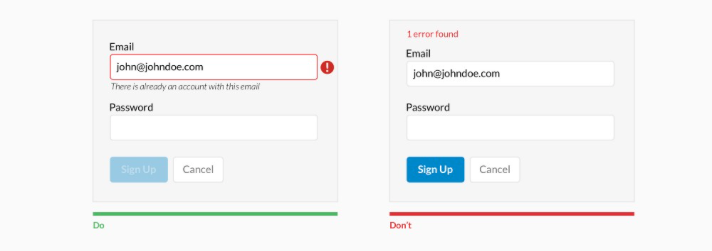 Email
john@johndoe.com
!
There is already an account with this email
Password
Sign Up
Cancel
Do
1 error found
Email
john@johndoe.com
Password
Sign Up
Cancel
Don't